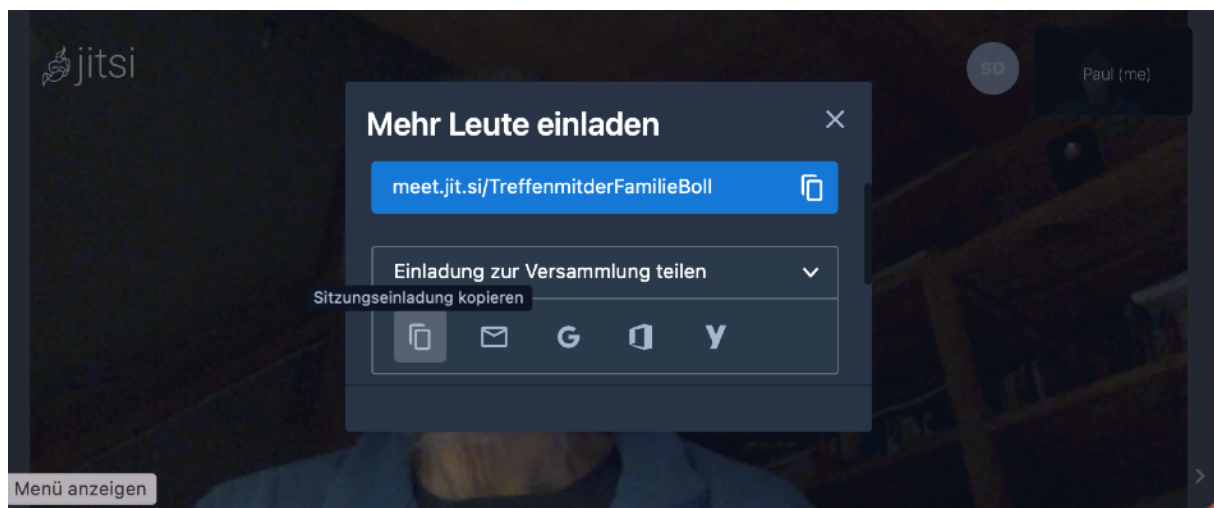 jitsi
SD
Paul (me)
Mehr Leute einladen
meet.jit.si/TreffenmitderFamilieBoll
Einladung zur Versammlung teilen
Sitzungseinladung kopieren
Menü anzeigen